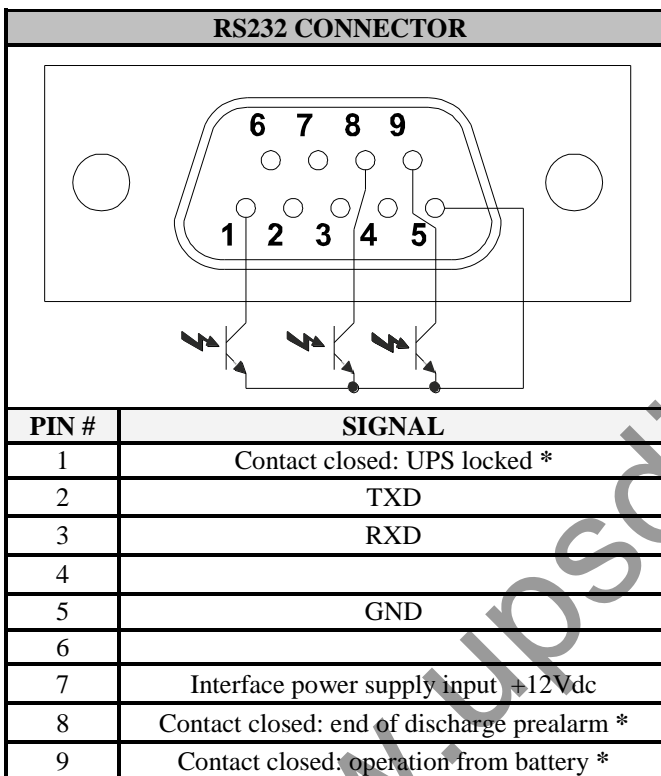 RS232 CONNECTOR
6 7 8 9
1 2 3 4 5
PIN # SIGNAL
1 Contact closed: UPS locked *
2 TXD
3 RXD
4
5 GND
6
7 Interface power supply input +12Vdc
8 Contact closed: end of discharge prealarm *
9 Contact closed: operation from battery *